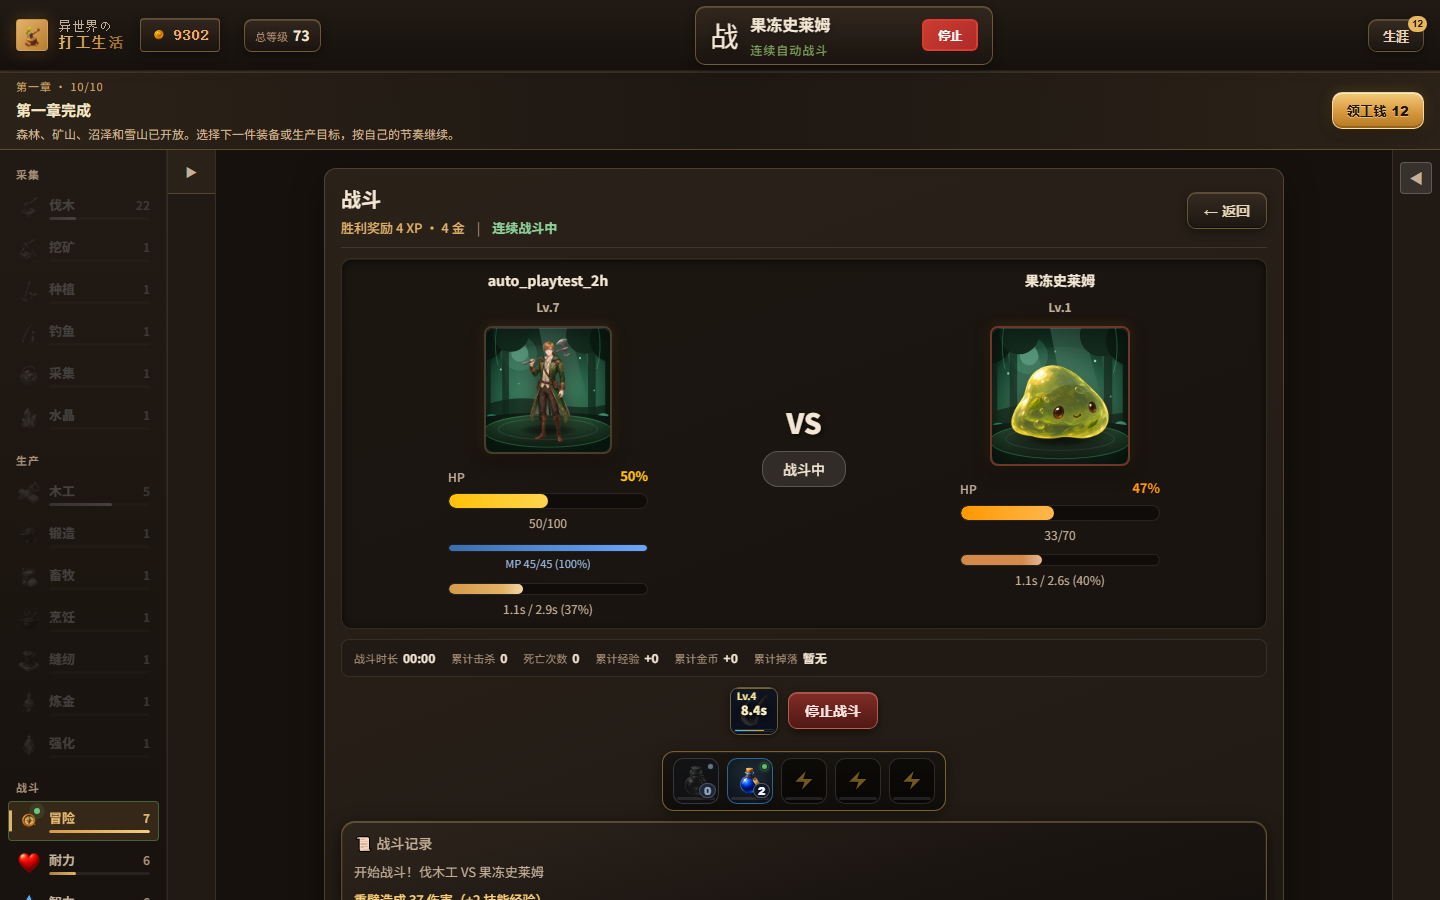 异世界の
打工生活
9302
总等级 73
战
果冻史莱姆
连续自动战斗
停止
生涯
12
第一章 · 10/10
第一章完成
森林、矿山、沼泽和雪山已开放。选择下一件装备或生产目标，按自己的节奏继续。
领工钱 12
采集
伐木 22
挖矿 1
种植 1
钓鱼 1
采集 1
水晶 1
生产
木工 5
锻造 1
畜牧 1
烹饪 1
缝纫 1
炼金 1
强化 1
战斗
冒险 7
耐力 6
战斗
胜利奖励 4 XP · 4 金 | 连续战斗中
← 返回
auto_playtest_2h
Lv.7
HP 50%
50/100
MP 45/45 (100%)
1.1s / 2.9s (37%)
VS
战斗中
果冻史莱姆
Lv.1
HP 47%
33/70
1.1s / 2.6s (40%)
战斗时长 00:00 累计击杀 0 死亡次数 0 累计经验 +0 累计金币 +0 累计掉落 暂无
Lv.4
8.4s
停止战斗
0
2
战斗记录
开始战斗！伐木工 VS 果冻史莱姆
重劈造成 37 伤害（+2 技能经验）